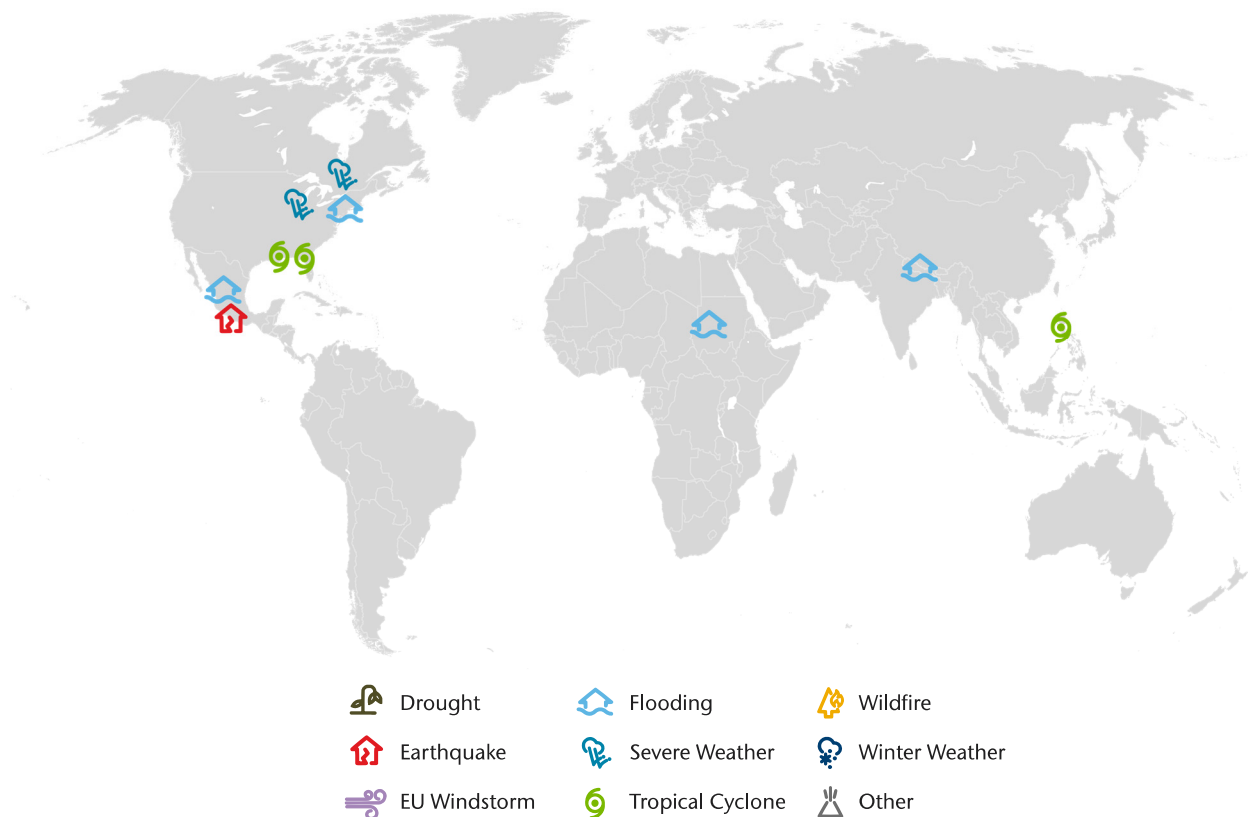 Drought
Flooding
Wildfire
Earthquake
Severe Weather
Winter Weather
EU Windstorm
Tropical Cyclone
Other